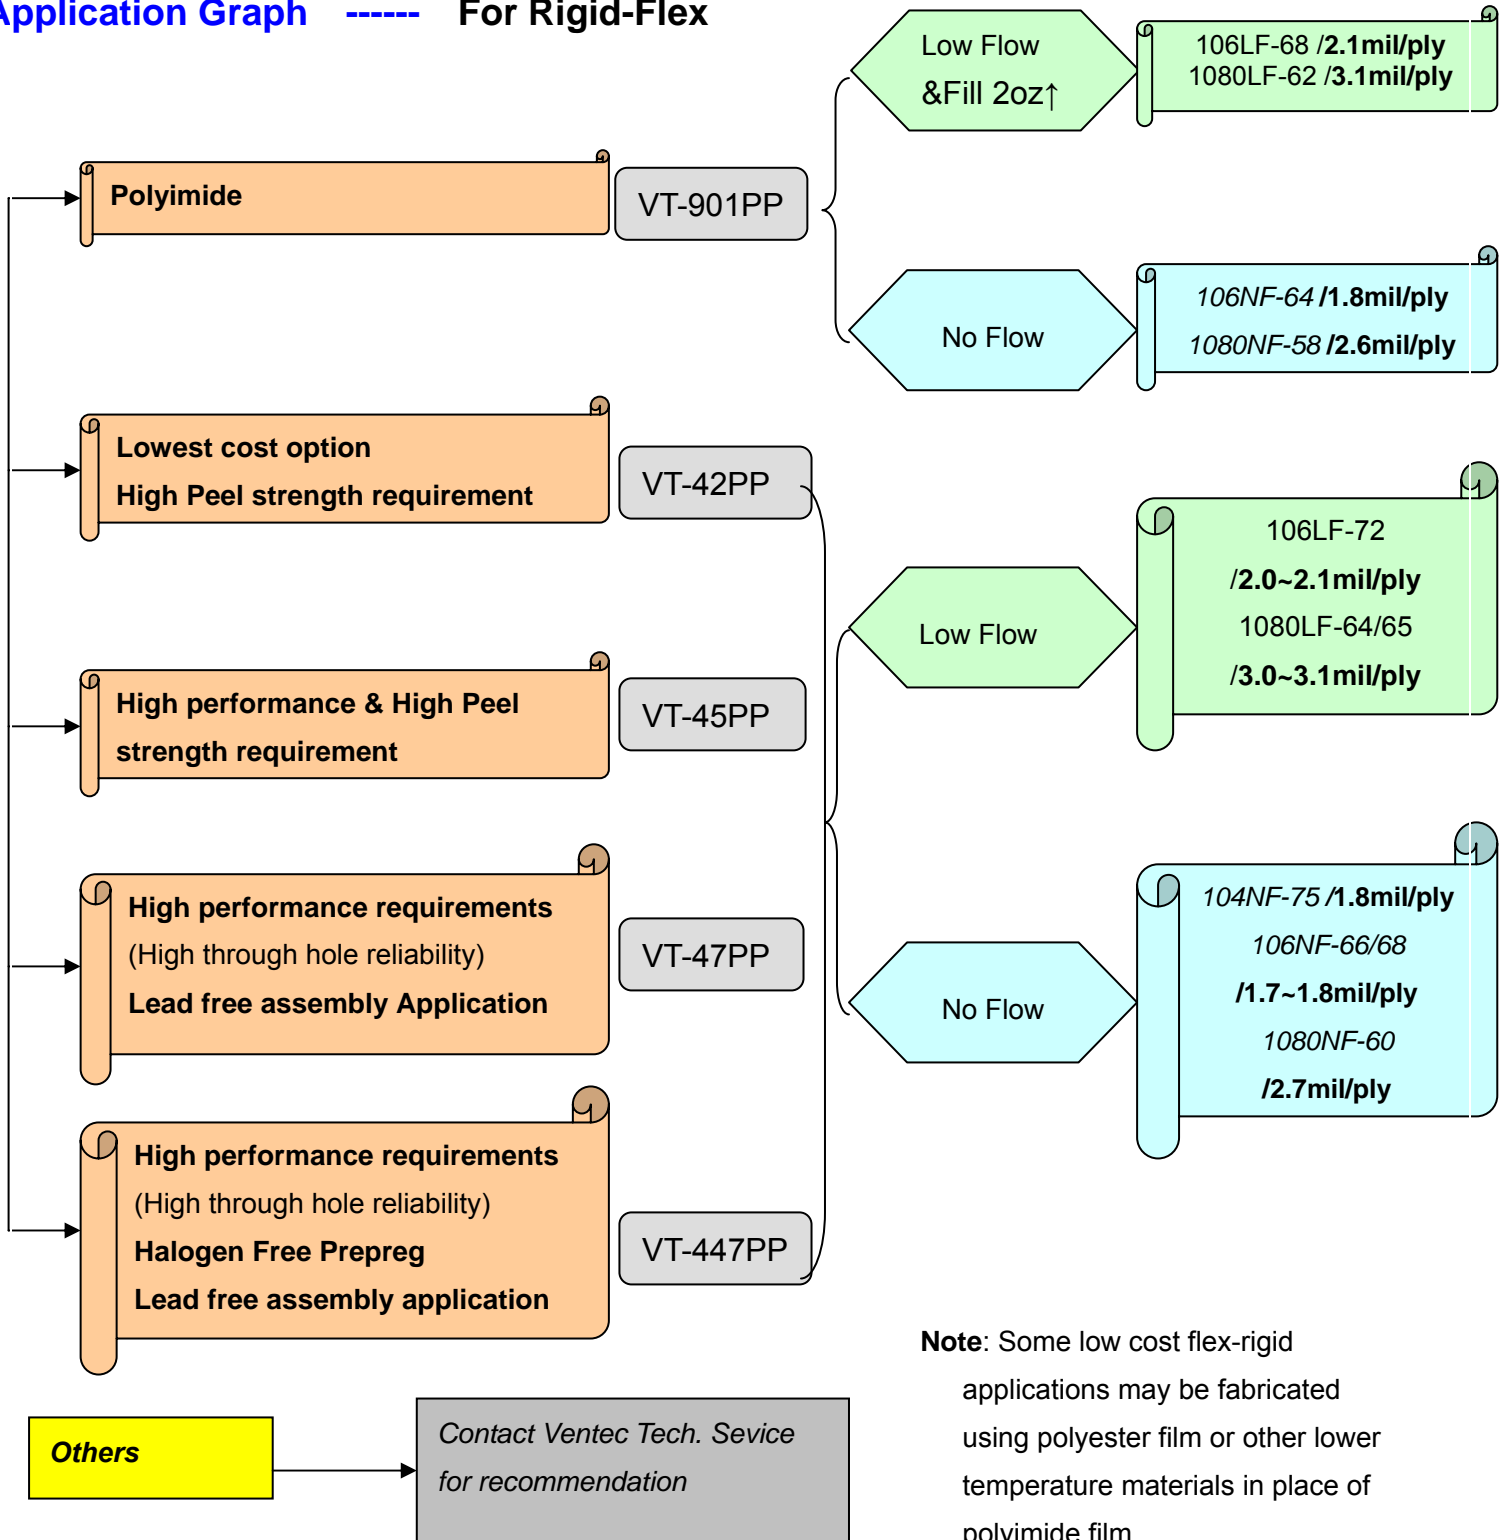 Application Graph ------ For Rigid-Flex
Low Flow
&Fill 2oz↑
106LF-68 /2.1mil/ply
1080LF-62 /3.1mil/ply
Polyimide
VT-901PP
No Flow
106NF-64 /1.8mil/ply
1080NF-58 /2.6mil/ply
Lowest cost option
High Peel strength requirement
VT-42PP
High performance & High Peel
strength requirement
VT-45PP
Low Flow
106LF-72
/2.0~2.1mil/ply
1080LF-64/65
/3.0~3.1mil/ply
High performance requirements
(High through hole reliability)
Lead free assembly Application
VT-47PP
No Flow
104NF-75 /1.8mil/ply
106NF-66/68
/1.7~1.8mil/ply
1080NF-60
/2.7mil/ply
High performance requirements
(High through hole reliability)
Halogen Free Prepreg
Lead free assembly application
VT-447PP
Others
Contact Ventec Tech. Sevice
for recommendation
Note: Some low cost flex-rigid
applications may be fabricated
using polyester film or other lower
temperature materials in place of
polyimide film